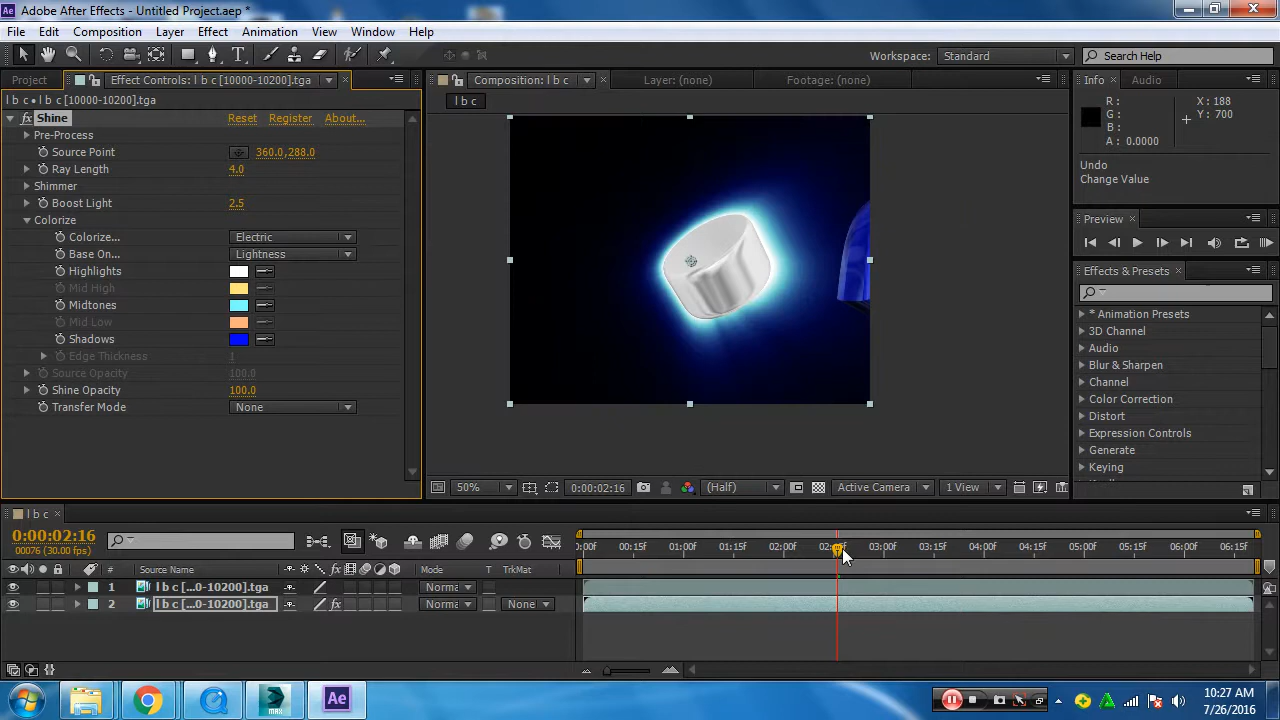 Adobe After Effects - Untitled Project.aep *
File Edit Composition Layer Effect Animation View Window Help
Workspace: Standard Search Help
Project Effect Controls: l b c [10000-10200].tga Composition: l b c Layer: (none) Footage: (none) Info Audio
l b c • l b c [10000-10200].tga
l b c
R: X: 188
G: Y: 700
B:
A: 0.0000
Undo
Change Value
fx Shine Reset Register About...
Pre-Process
Source Point 360.0,288.0
Ray Length 4.0
Shimmer
Boost Light 2.5
Colorize
Colorize... Electric
Base On... Lightness
Highlights
Mid High
Midtones
Mid Low
Shadows
Edge Thickness 1
Source Opacity 100.0
Shine Opacity 100.0
Transfer Mode None
Preview
Effects & Presets
* Animation Presets
3D Channel
Audio
Blur & Sharpen
Channel
Color Correction
Distort
Expression Controls
Generate
Keying
50% 0:00:02:16 (Half) Active Camera 1 View
l b c
0:00:02:16
00076 (30.00 fps)
0:00f 00:15f 01:00f 01:15f 02:00f 03:00f 03:15f 04:00f 04:15f 05:00f 05:15f 06:00f 06:15f
# Source Name Mode T TrkMat
1 l b c [...0-10200].tga Norma
2 l b c [...0-10200].tga fx Norma None
MAX Ae
10:27 AM
7/26/2016